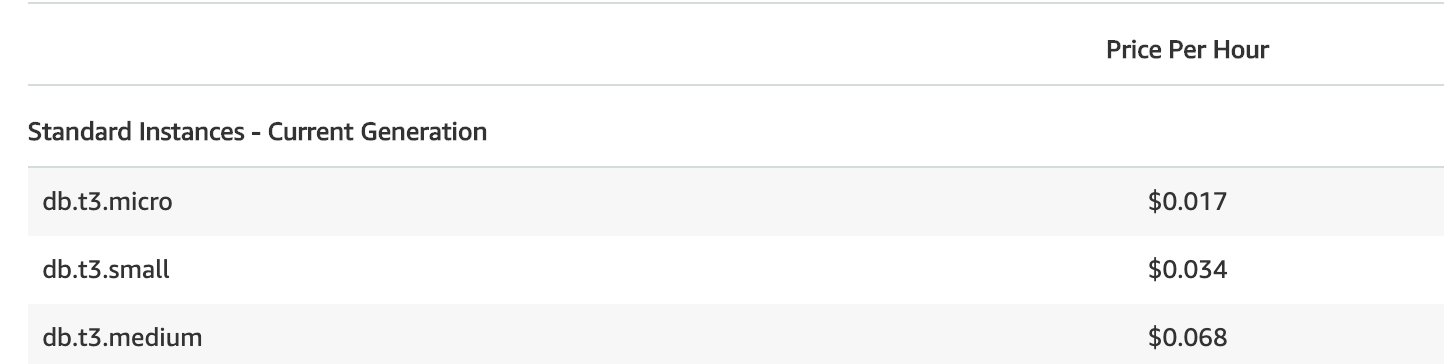 Price Per Hour
Standard Instances - Current Generation
db.t3.micro $0.017
db.t3.small $0.034
db.t3.medium $0.068